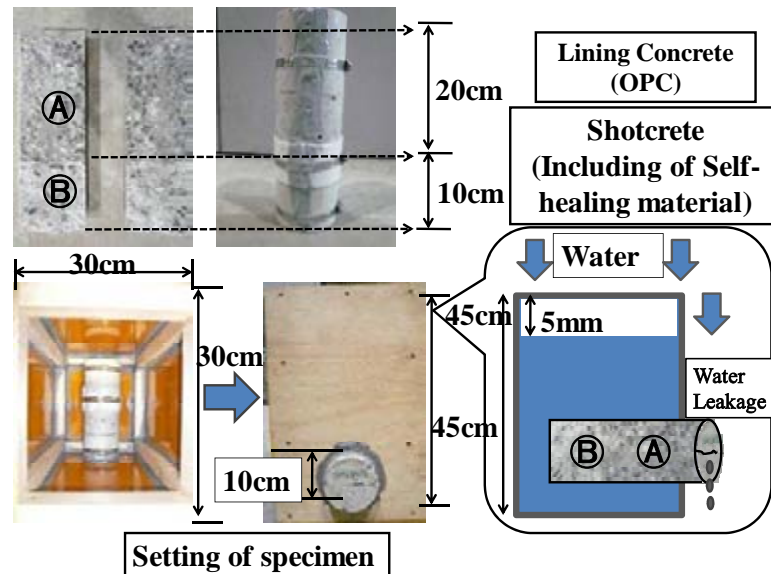 Ⓐ
Ⓑ
20cm
10cm
Lining Concrete
(OPC)
Shotcrete
(Including of Self-
healing material)
30cm
30cm
10cm
45cm
45cm
Water
5mm
Water
Leakage
Ⓑ Ⓐ
Setting of specimen